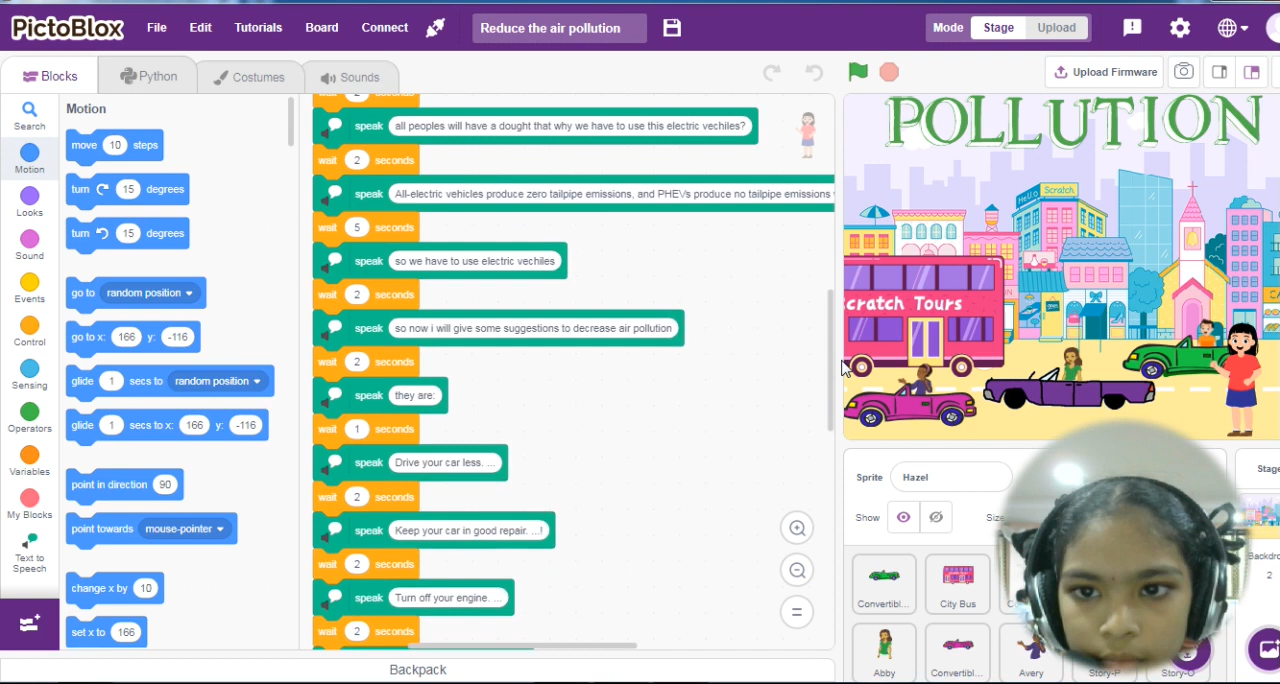 PictoBlox File Edit Tutorials Board Connect Reduce the air pollution Mode Stage Upload
Blocks Python Costumes Sounds Upload Firmware
Search
Motion
Looks
Sound
Events
Control
Sensing
Operators
Variables
My Blocks
Text to
Speech
Motion
move 10 steps
turn 15 degrees
turn 15 degrees
go to random position
go to x: 166 y: -116
glide 1 secs to random position
glide 1 secs to x: 166 y: -116
point in direction 90
point towards mouse-pointer
change x by 10
set x to 166
speak all peoples will have a dought that why we have to use this electric vechiles?
wait 2 seconds
speak All-electric vehicles produce zero tailpipe emissions, and PHEVs produce no tailpipe emissions
wait 5 seconds
speak so we have to use electric vechiles
wait 2 seconds
speak so now i will give some suggestions to decrease air pollution
wait 2 seconds
speak they are:
wait 1 seconds
speak Drive your car less. ...
wait 2 seconds
speak Keep your car in good repair. ...!
wait 2 seconds
speak Turn off your engine. ...
wait 2 seconds
Backpack
POLLUTION
Hello Scratch
Scratch Tours
Sprite Hazel
Show Size
Stage
Convertibl... City Bus
Abby Convertibl... Avery Story-F Story-O
Backdro
2